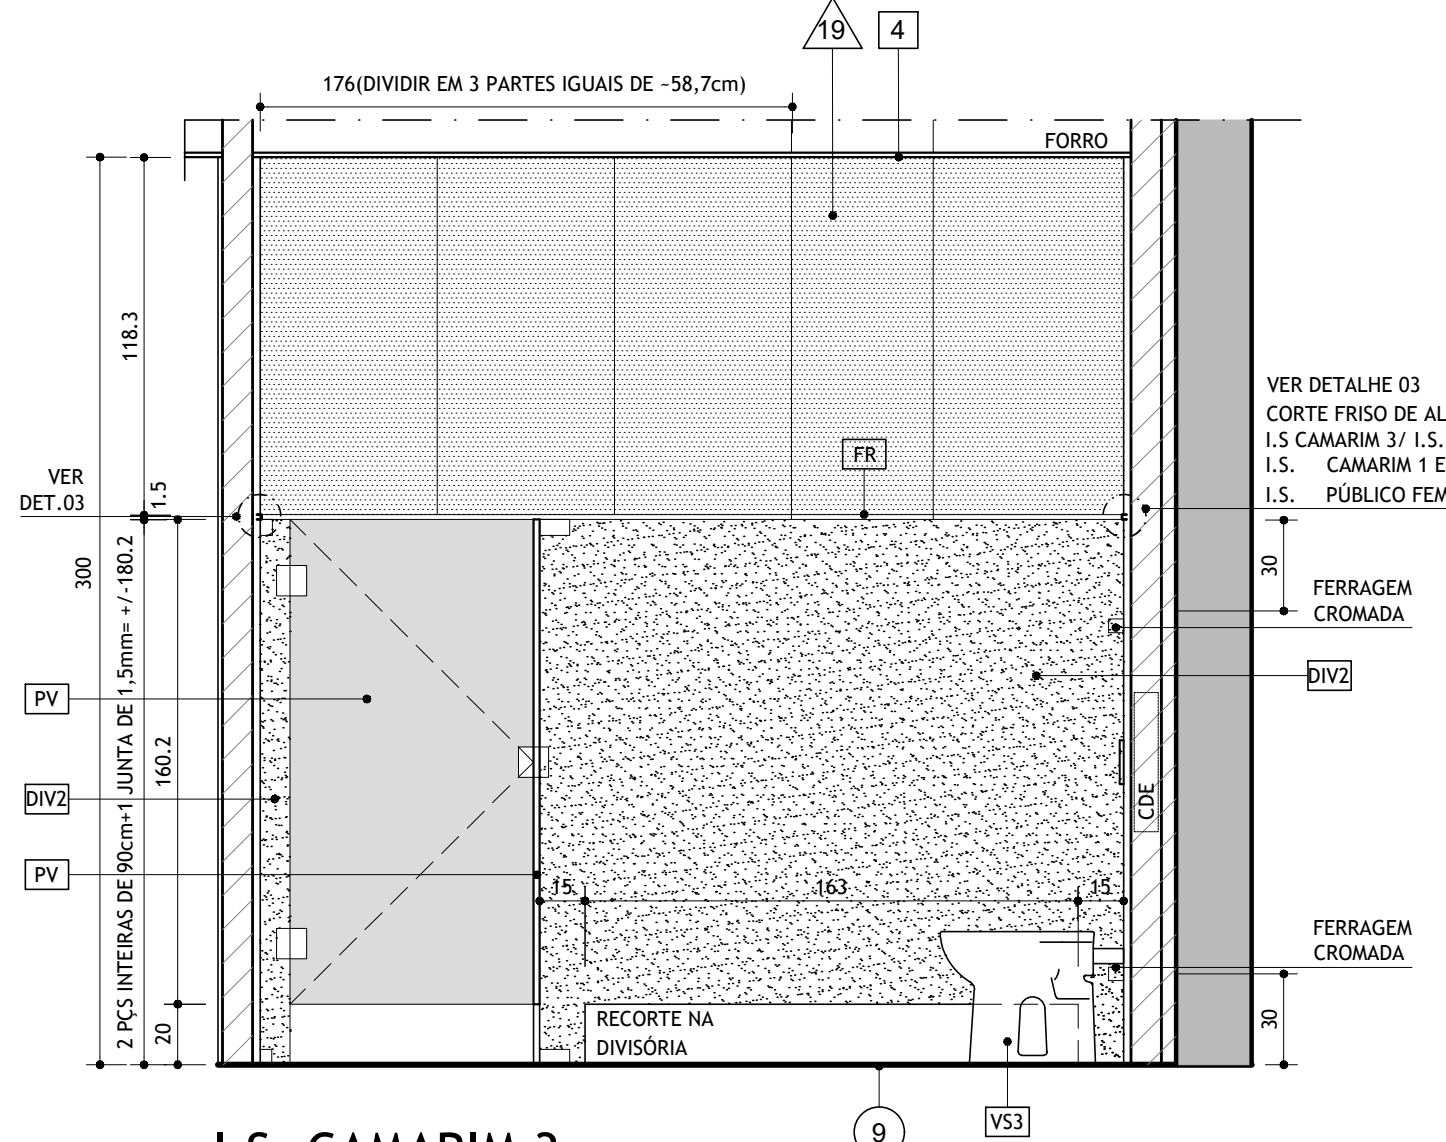 19
4
176(DIVIDIR EM 3 PARTES IGUAIS DE ~58,7cm)
FORRO
118.3
VER DETALHE 03
CORTE FRISO DE AL
I.S CAMARIM 3/ I.S.
I.S. CAMARIM 1 E
I.S. PÚBLICO FEM
FR
VER
DET.03
1.5
300
2 PÇS INTEIRAS DE 90cm+1 JUNTA DE 1,5mm= +/-180.2
160.2
20
30
FERRAGEM
CROMADA
DIV2
PV
DIV2
PV
CDE
15
163
15
FERRAGEM
CROMADA
30
RECORTE NA
DIVISÓRIA
VS3
9
I.S. CAMARIM